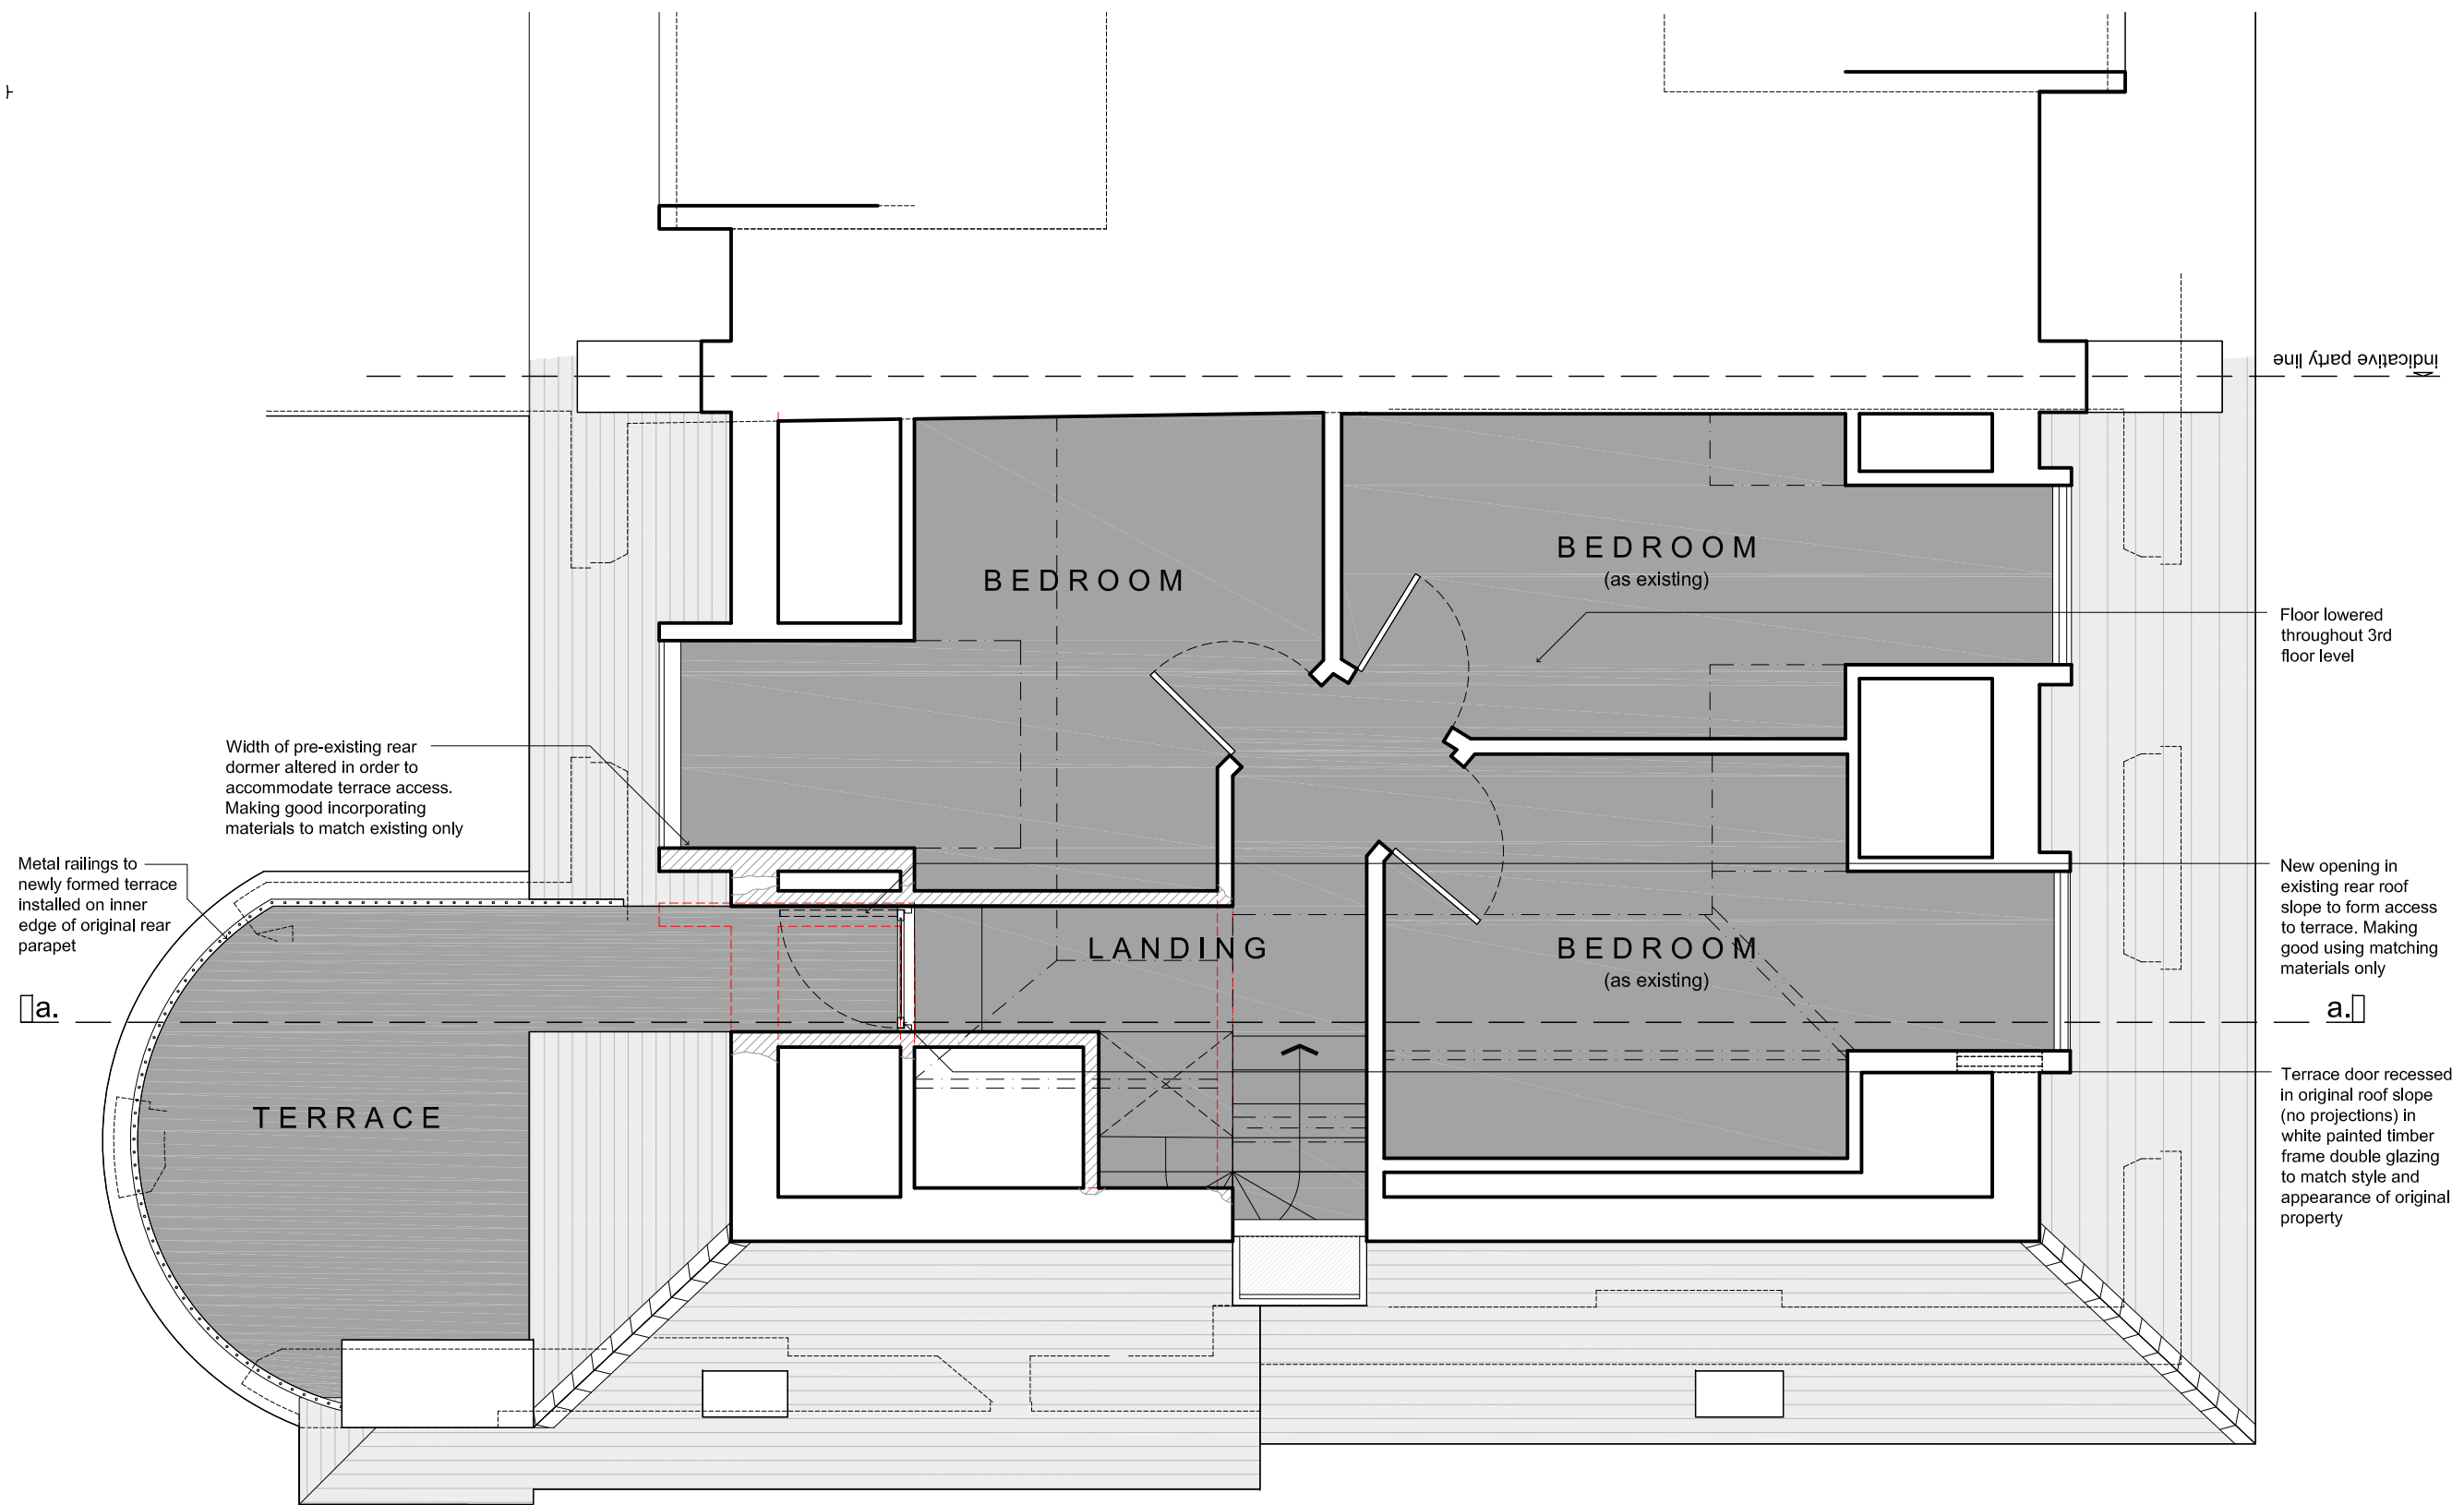 indicative party line
BEDROOM
(as existing)
BEDROOM
Floor lowered
throughout 3rd
floor level
Width of pre-existing rear
dormer altered in order to
accommodate terrace access.
Making good incorporating
materials to match existing only
Metal railings to
newly formed terrace
installed on inner
edge of original rear
parapet
New opening in
existing rear roof
slope to form access
to terrace. Making
good using matching
materials only
LANDING
BEDROOM
(as existing)
a.
a.
Terrace door recessed
in original roof slope
(no projections) in
white painted timber
frame double glazing
to match style and
appearance of original
property
TERRACE